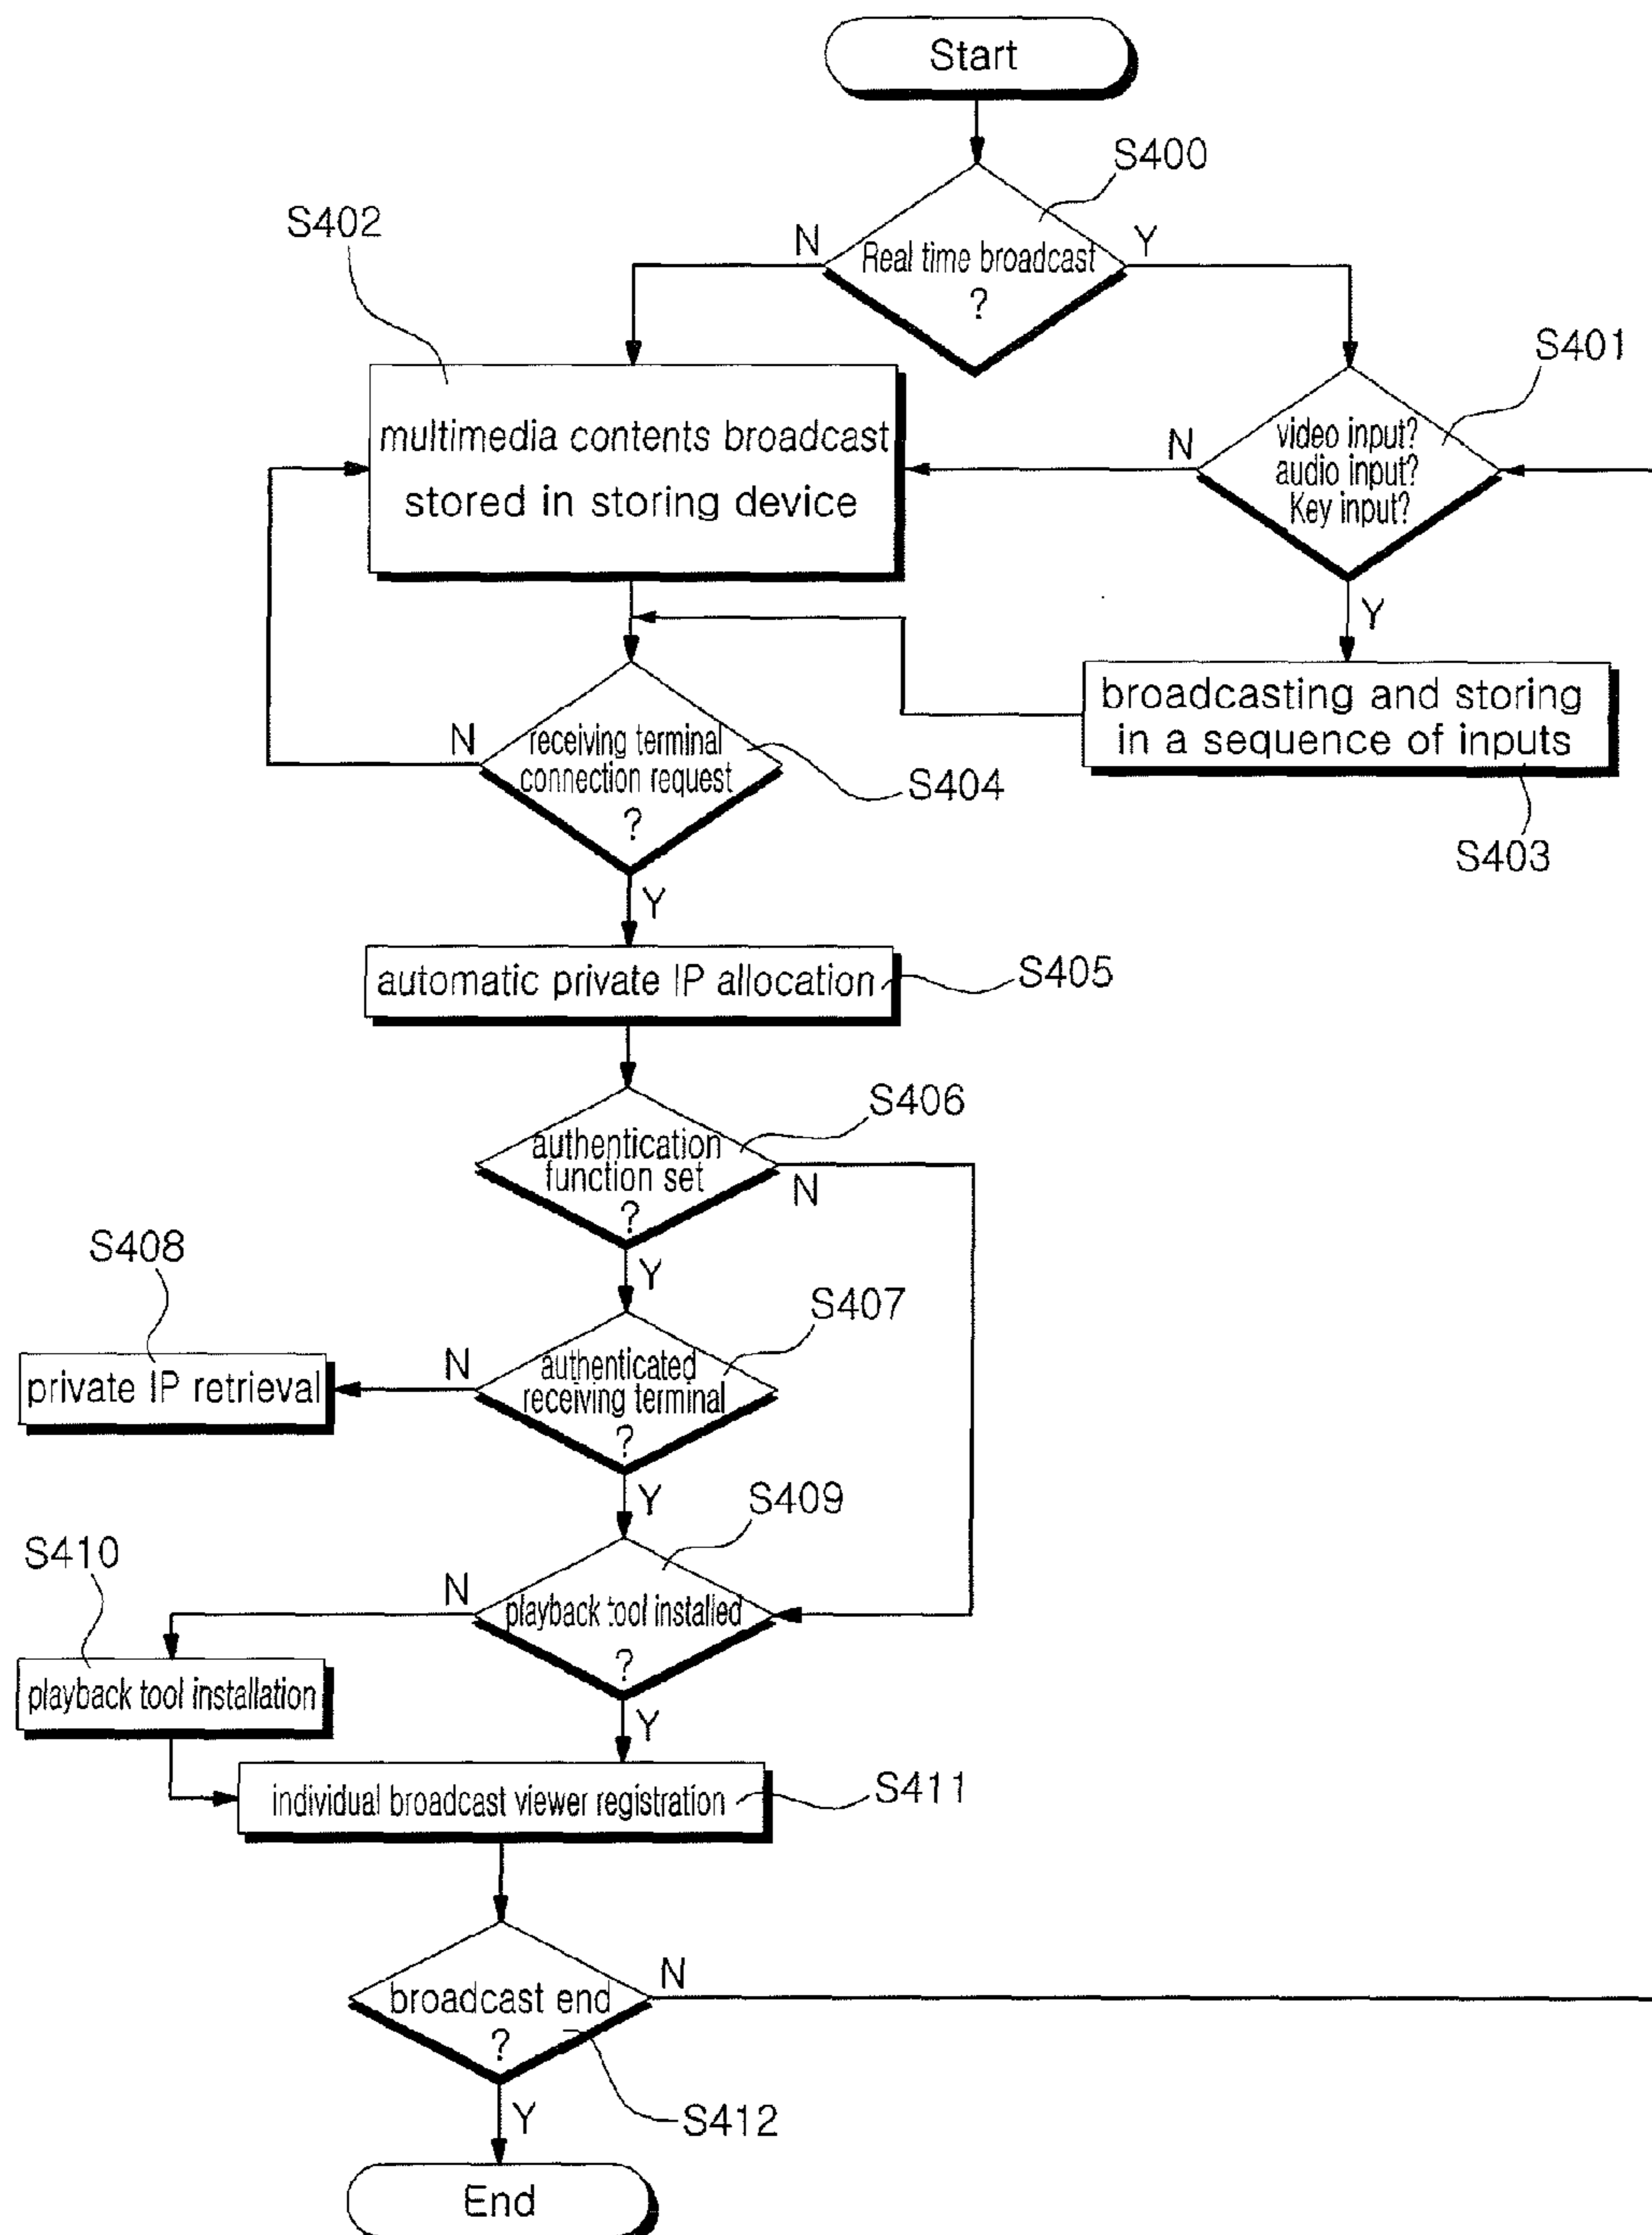 Start
S400
S402
N
Y
Real time broadcast
?
S401
multimedia contents broadcast
stored in storing device
N
video input?
audio input?
Key input?
Y
broadcasting and storing
in a sequence of inputs
N
receiving terminal
connection request
?
S404
S403
Y
automatic private IP allocation
S405
S406
authentication
function set
?
N
Y
S408
S407
private IP retrieval
N
authenticated
receiving terminal
?
Y
S409
S410
N
playback tool installed
?
playback tool installation
Y
individual broadcast viewer registration
S411
broadcast end
?
N
S412
Y
End